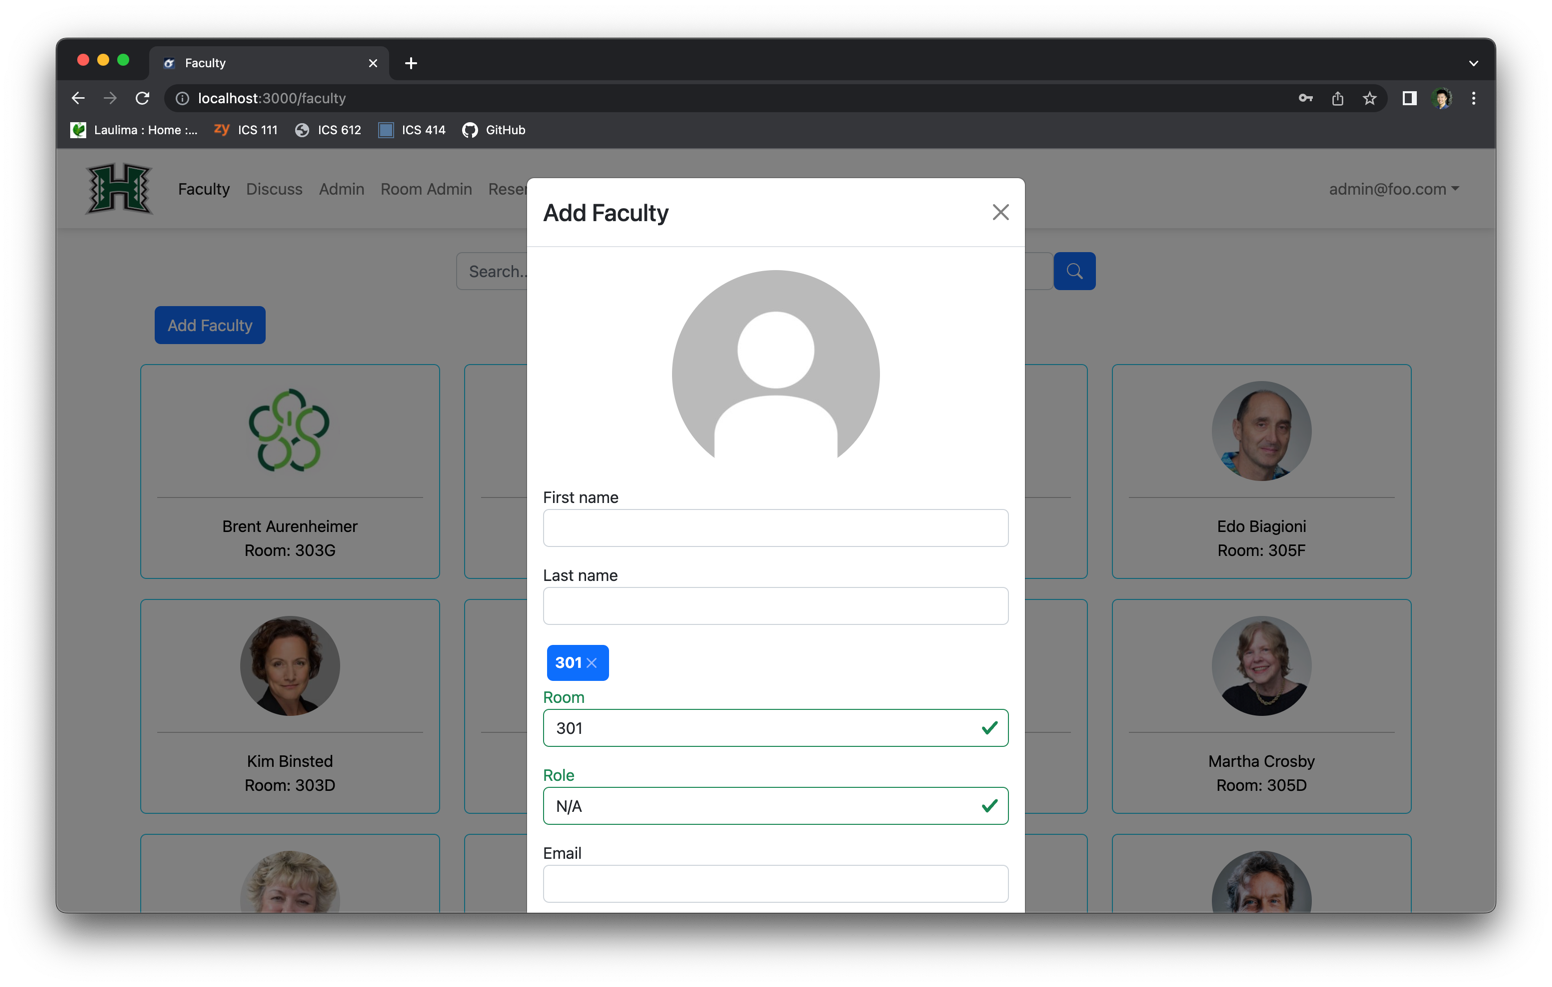 Faculty
localhost:3000/faculty
Laulima : Home :...
zy ICS 111
ICS 612
ICS 414
GitHub
H
Faculty Discuss Admin Room Admin Reser
admin@foo.com
Add Faculty
Search..
Add Faculty
First name
Last name
301
Room
301
Role
N/A
Email
Brent Aurenheimer
Room: 303G
Edo Biagioni
Room: 305F
Kim Binsted
Room: 303D
Martha Crosby
Room: 305D